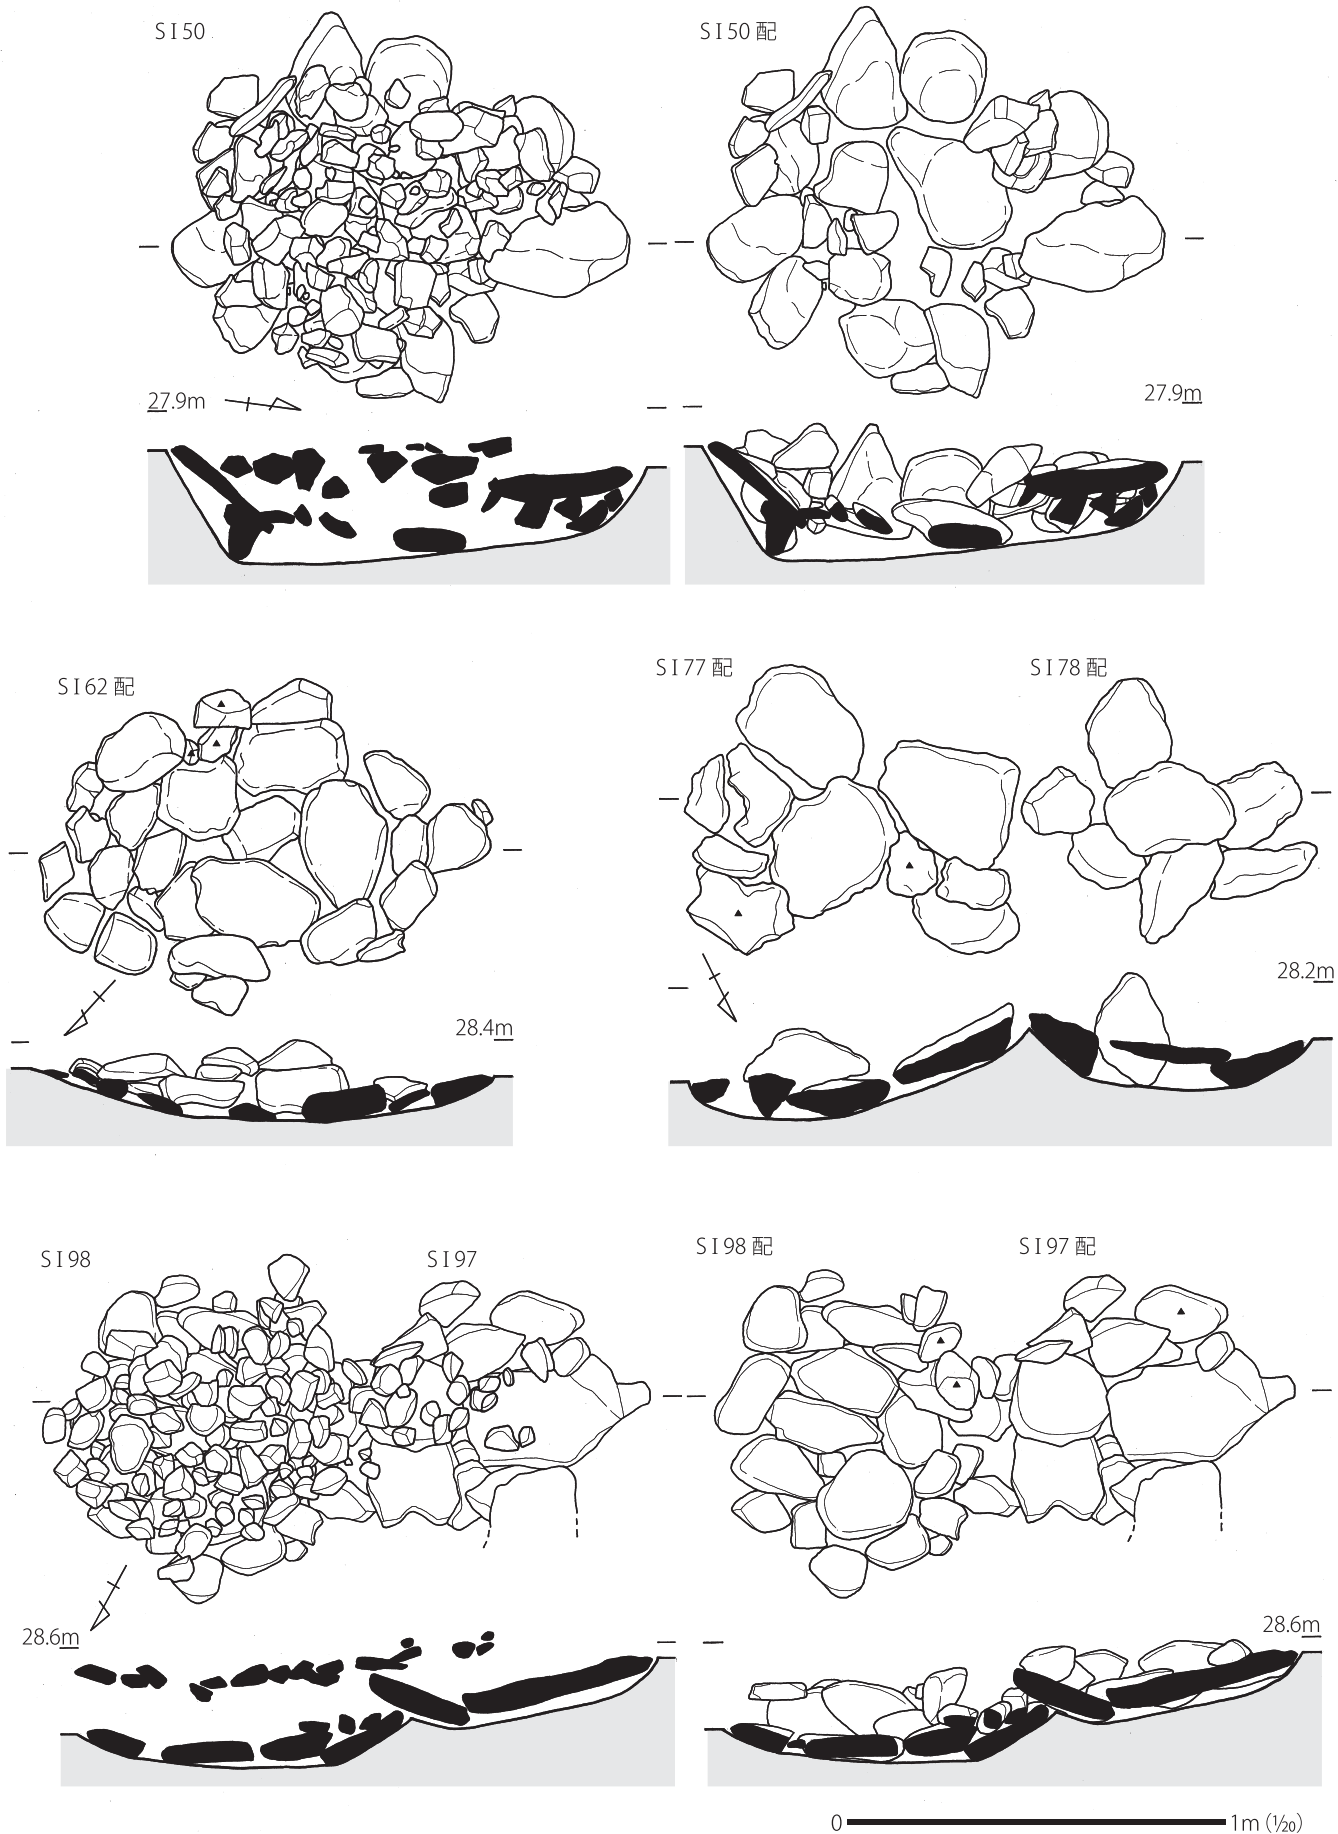 SI50
SI50 配
27.9m
27.9m
SI62 配
SI77 配
SI78 配
28.4m
28.2m
SI98
SI97
SI98 配
SI97 配
28.6m
28.6m
0
1m (1/20)